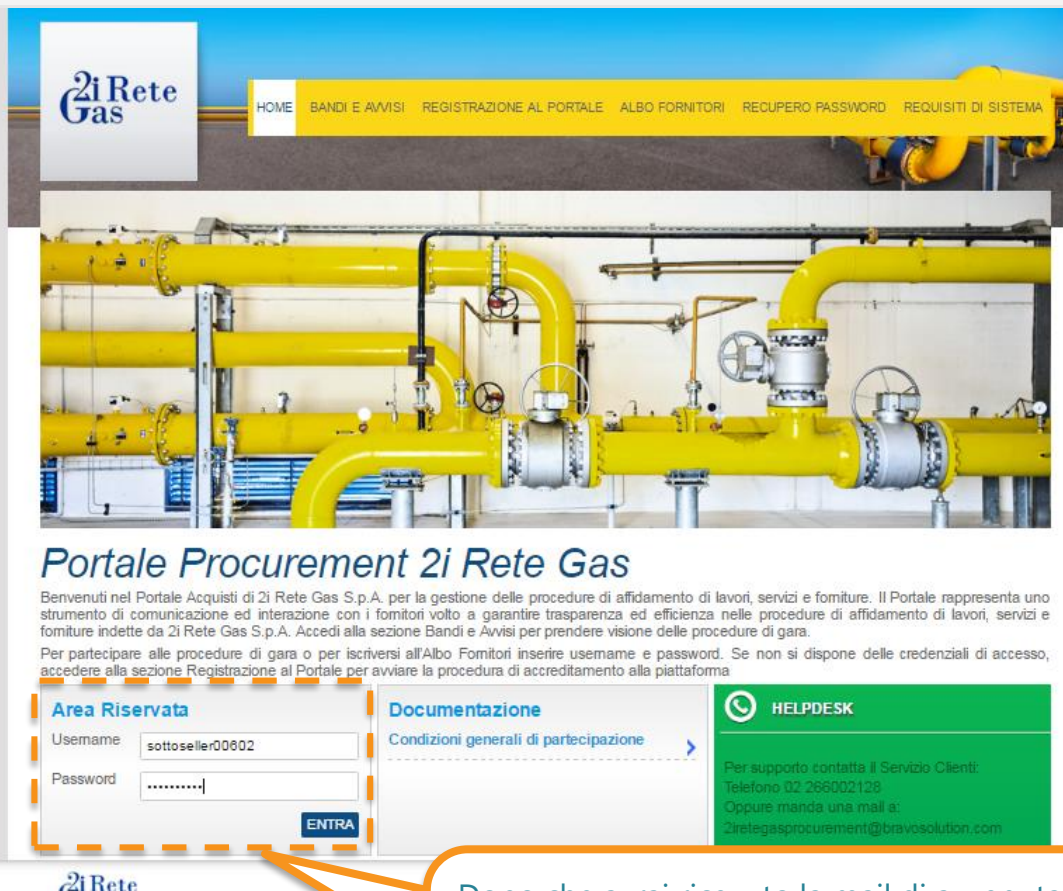 2i Rete
Gas
HOME BANDI E AVVISI REGISTRAZIONE AL PORTALE ALBO FORNITORI RECUPERO PASSWORD REQUISITI DI SISTEMA
Portale Procurement 2i Rete Gas
Benvenuti nel Portale Acquisti di 2i Rete Gas S.p.A. per la gestione delle procedure di affidamento di lavori, servizi e forniture. Il Portale rappresenta uno
strumento di comunicazione ed interazione con i fornitori volto a garantire trasparenza ed efficienza nelle procedure di affidamento di lavori, servizi e
forniture indette da 2i Rete Gas S.p.A. Accedi alla sezione Bandi e Avvisi per prendere visione delle procedure di gara.
Per partecipare alle procedure di gara o per iscriversi all'Albo Fornitori inserire username e password. Se non si dispone delle credenziali di accesso,
accedere alla sezione Registrazione al Portale per avviare la procedura di accreditamento alla piattaforma
Area Riservata
Username sottoseller00602
Password ••••••••••
ENTRA
Documentazione
Condizioni generali di partecipazione
HELPDESK
Per supporto contatta il Servizio Clienti:
Telefono 02 266002128
Oppure manda una mail a:
2iretegasprocurement@bravosolution.com
2i Rete